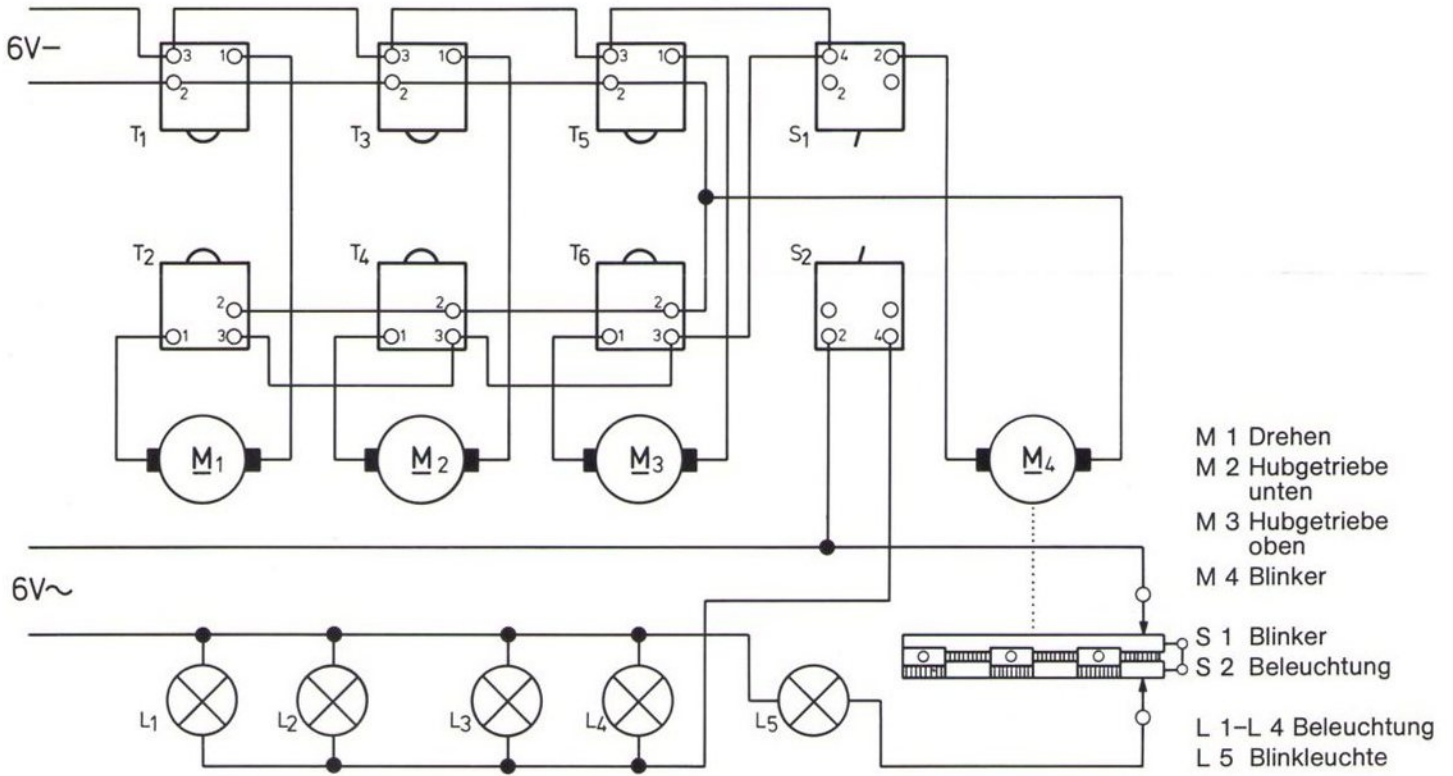 6V−
3 1
2
T1
3 1
2
T3
3 1
2
T5
4 2
2
S1
T2
2
1 3
T4
2
1 3
T6
2
1 3
S2
2 4
M1
M2
M3
M4
M 1 Drehen
M 2 Hubgetriebe
unten
M 3 Hubgetriebe
oben
M 4 Blinker
6V~
S 1 Blinker
S 2 Beleuchtung
L1
L2
L3
L4
L5
L 1–L 4 Beleuchtung
L 5 Blinkleuchte